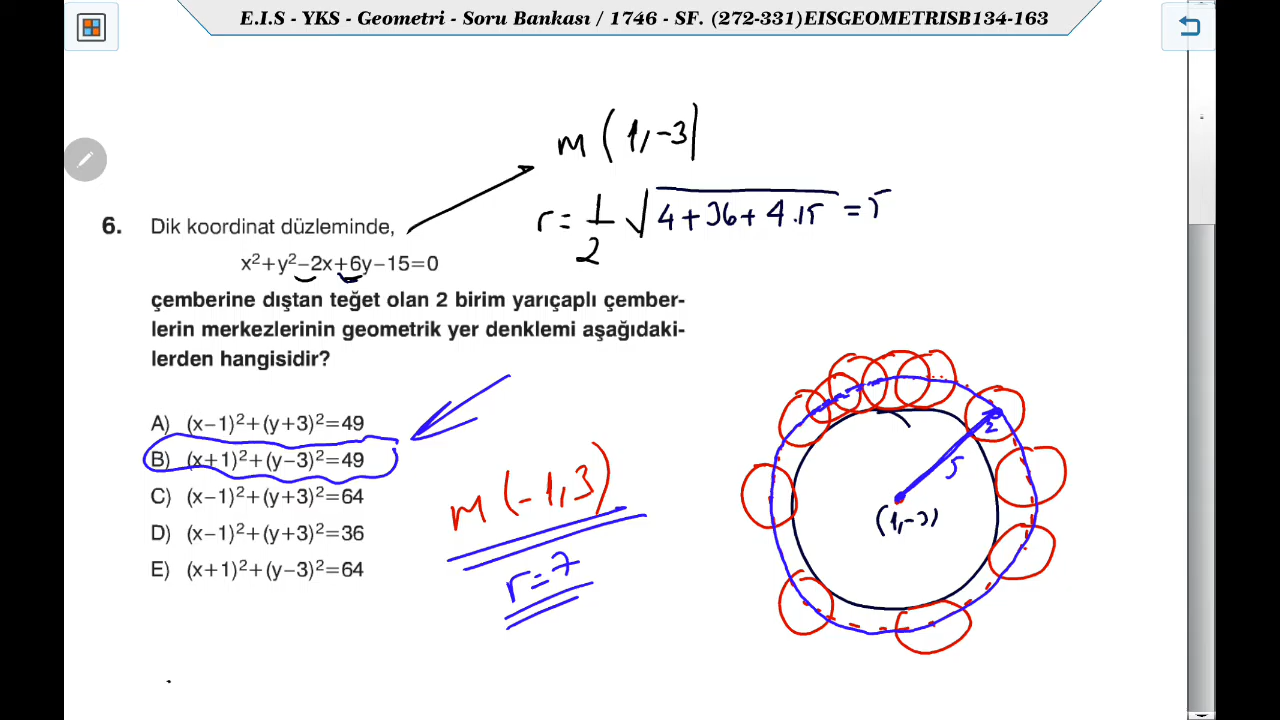 E.I.S - YKS - Geometri - Soru Bankası / 1746 - SF. (272-331)EISGEOMETRISB134-163
m (1,-3)
r = 1/2 √4+36+4.15 = 5
6. Dik koordinat düzleminde,
x²+y²−2x+6y−15=0
çemberine dıştan teğet olan 2 birim yarıçaplı çember-
lerin merkezlerinin geometrik yer denklemi aşağıdaki-
lerden hangisidir?
A) (x−1)²+(y+3)²=49
B) (x+1)²+(y−3)²=49
C) (x−1)²+(y+3)²=64
D) (x−1)²+(y+3)²=36
E) (x+1)²+(y−3)²=64
m (-1,3)
r=7
2
5
(1,-3)